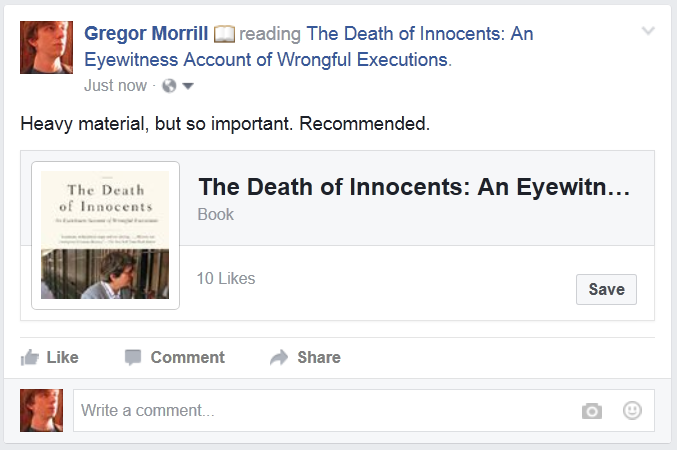 Gregor Morrill reading The Death of Innocents: An
Eyewitness Account of Wrongful Executions.
Just now ·
Heavy material, but so important. Recommended.
The Death
of Innocents
An Eyewitness Account of Wrongful Executions
The Death of Innocents: An Eyewitn...
Book
10 Likes
Save
Like Comment Share
Write a comment...